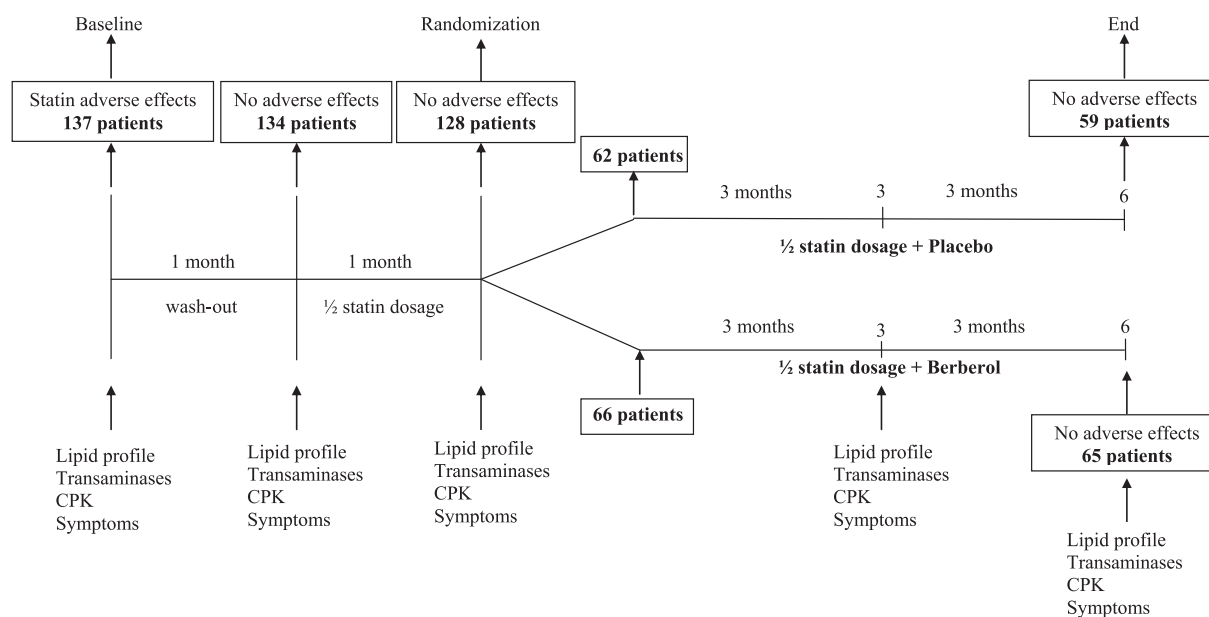 Baseline
Randomization
End
Statin adverse effects
137 patients
No adverse effects
134 patients
No adverse effects
128 patients
No adverse effects
59 patients
62 patients
3 months
3
3 months
6
½ statin dosage + Placebo
1 month
1 month
wash-out
½ statin dosage
3 months
3
3 months
6
½ statin dosage + Berberol
66 patients
No adverse effects
65 patients
Lipid profile
Transaminases
CPK
Symptoms
Lipid profile
Transaminases
CPK
Symptoms
Lipid profile
Transaminases
CPK
Symptoms
Lipid profile
Transaminases
CPK
Symptoms
Lipid profile
Transaminases
CPK
Symptoms